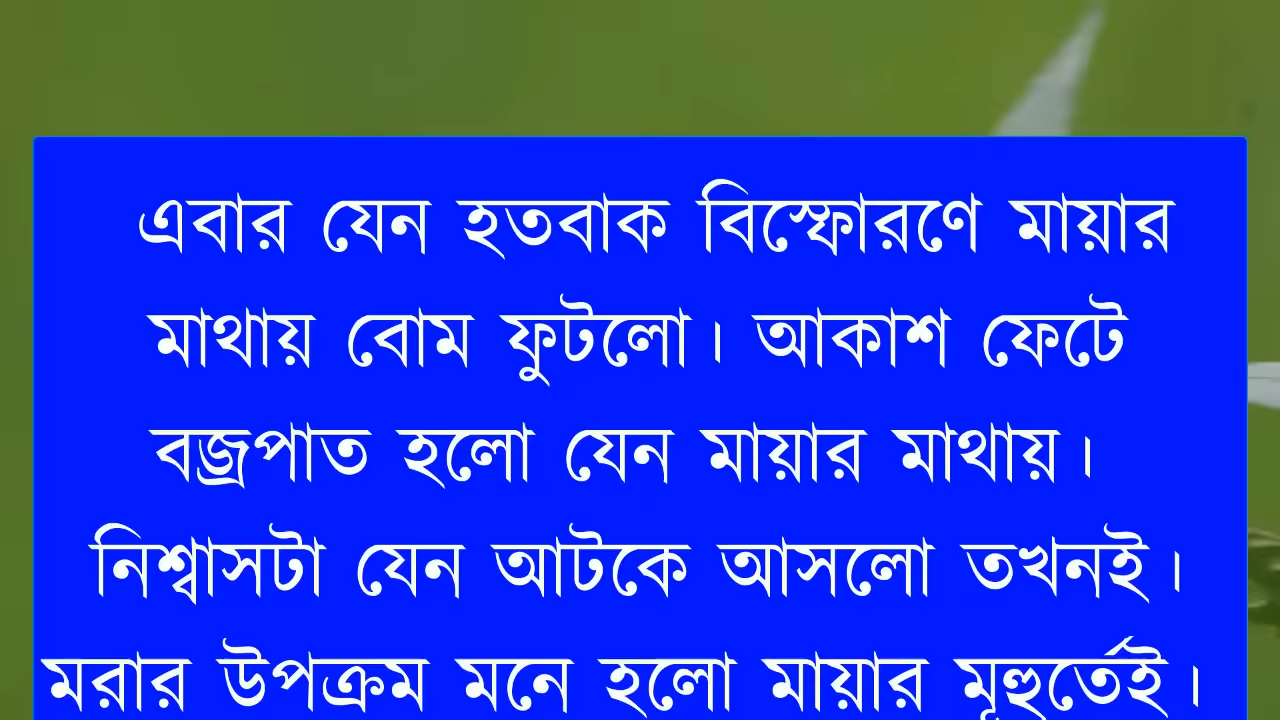 এবার যেন হতবাক বিস্ফোরণে মায়ার
মাথায় বোম ফুটলো। আকাশ ফেটে
বজ্রপাত হলো যেন মায়ার মাথায়।
নিশ্বাসটা যেন আটকে আসলো তখনই।
মরার উপক্রম মনে হলো মায়ার মূহুর্তেই।